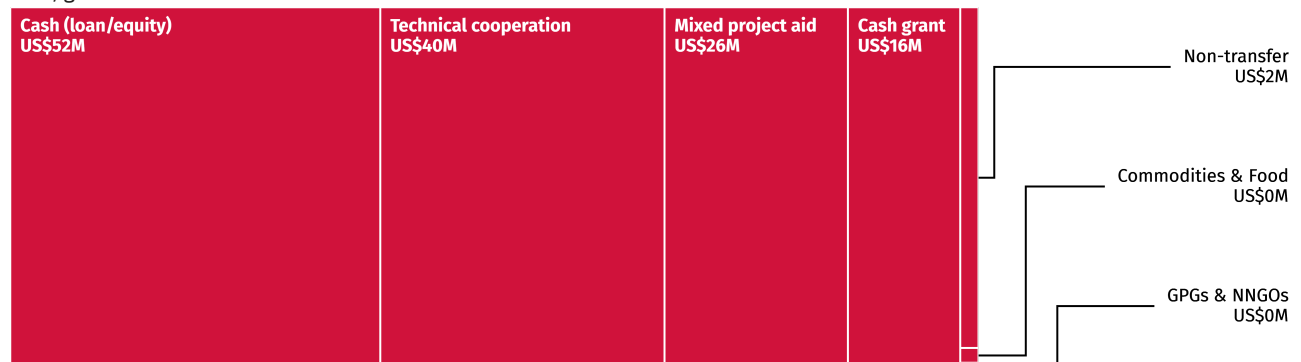 Cash (loan/equity)
US$52M
Technical cooperation
US$40M
Mixed project aid
US$26M
Cash grant
US$16M
Non-transfer
US$2M
Commodities & Food
US$0M
GPGs & NNGOs
US$0M